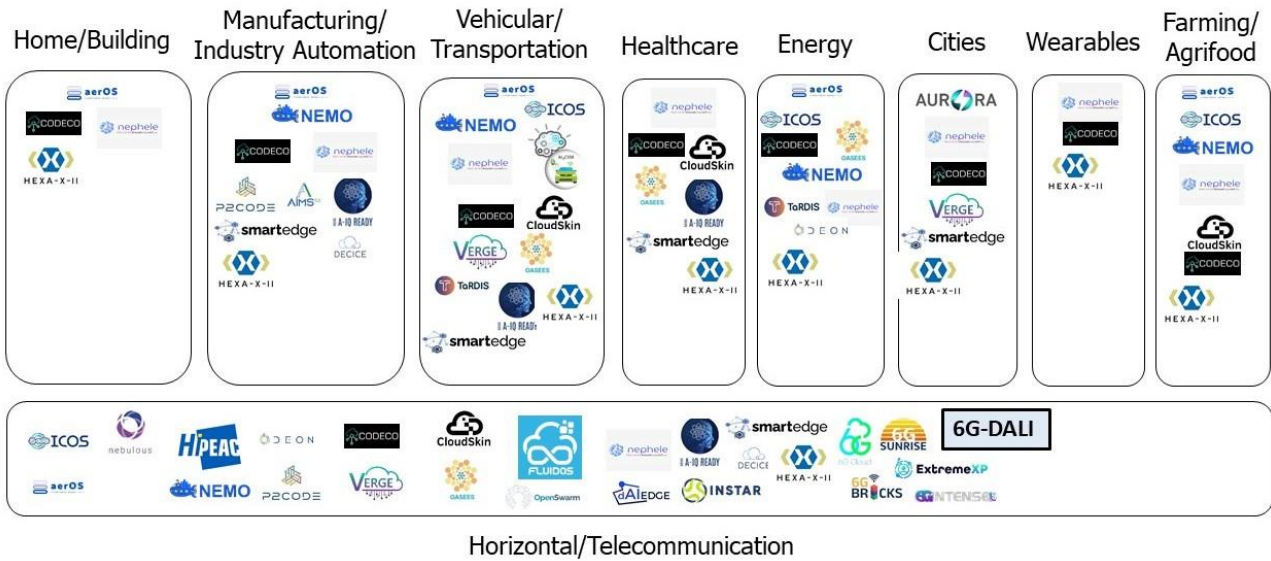 Home/Building
Manufacturing/
Industry Automation
Vehicular/
Transportation
Healthcare
Energy
Cities
Wearables
Farming/
Agrifood
aerOS
CODECO
nephele
HEXA-X-II
aerOS
NEMO
CODECO
nephele
P2CODE
AIMS
A-IQ READY
smartedge
DECICE
HEXA-X-II
aerOS
ICOS
NEMO
nephele
CODECO
CloudSkin
VERGE
OASEES
TaRDIS
A-IQ READY
HEXA-X-II
smartedge
nephele
CODECO
CloudSkin
OASEES
A-IQ READY
smartedge
HEXA-X-II
aerOS
ICOS
CODECO
OASEES
NEMO
TaRDIS
nephele
ODEON
HEXA-X-II
AURORA
nephele
CODECO
VERGE
smartedge
HEXA-X-II
nephele
CODECO
HEXA-X-II
aerOS
ICOS
NEMO
nephele
CloudSkin
CODECO
HEXA-X-II
ICOS
nebulous
HiPEAC
ODEON
CODECO
CloudSkin
FLUIDOS
nephele
A-IQ READY
smartedge
DECICE
HEXA-X-II
6G-Cloud
6G
SUNRISE
6G-DALI
aerOS
NEMO
P2CODE
VERGE
OASEES
OpenSwarm
dAIEDGE
INSTAR
6G
BRICKS
ExtremeXP
6GINTENSE
Horizontal/Telecommunication